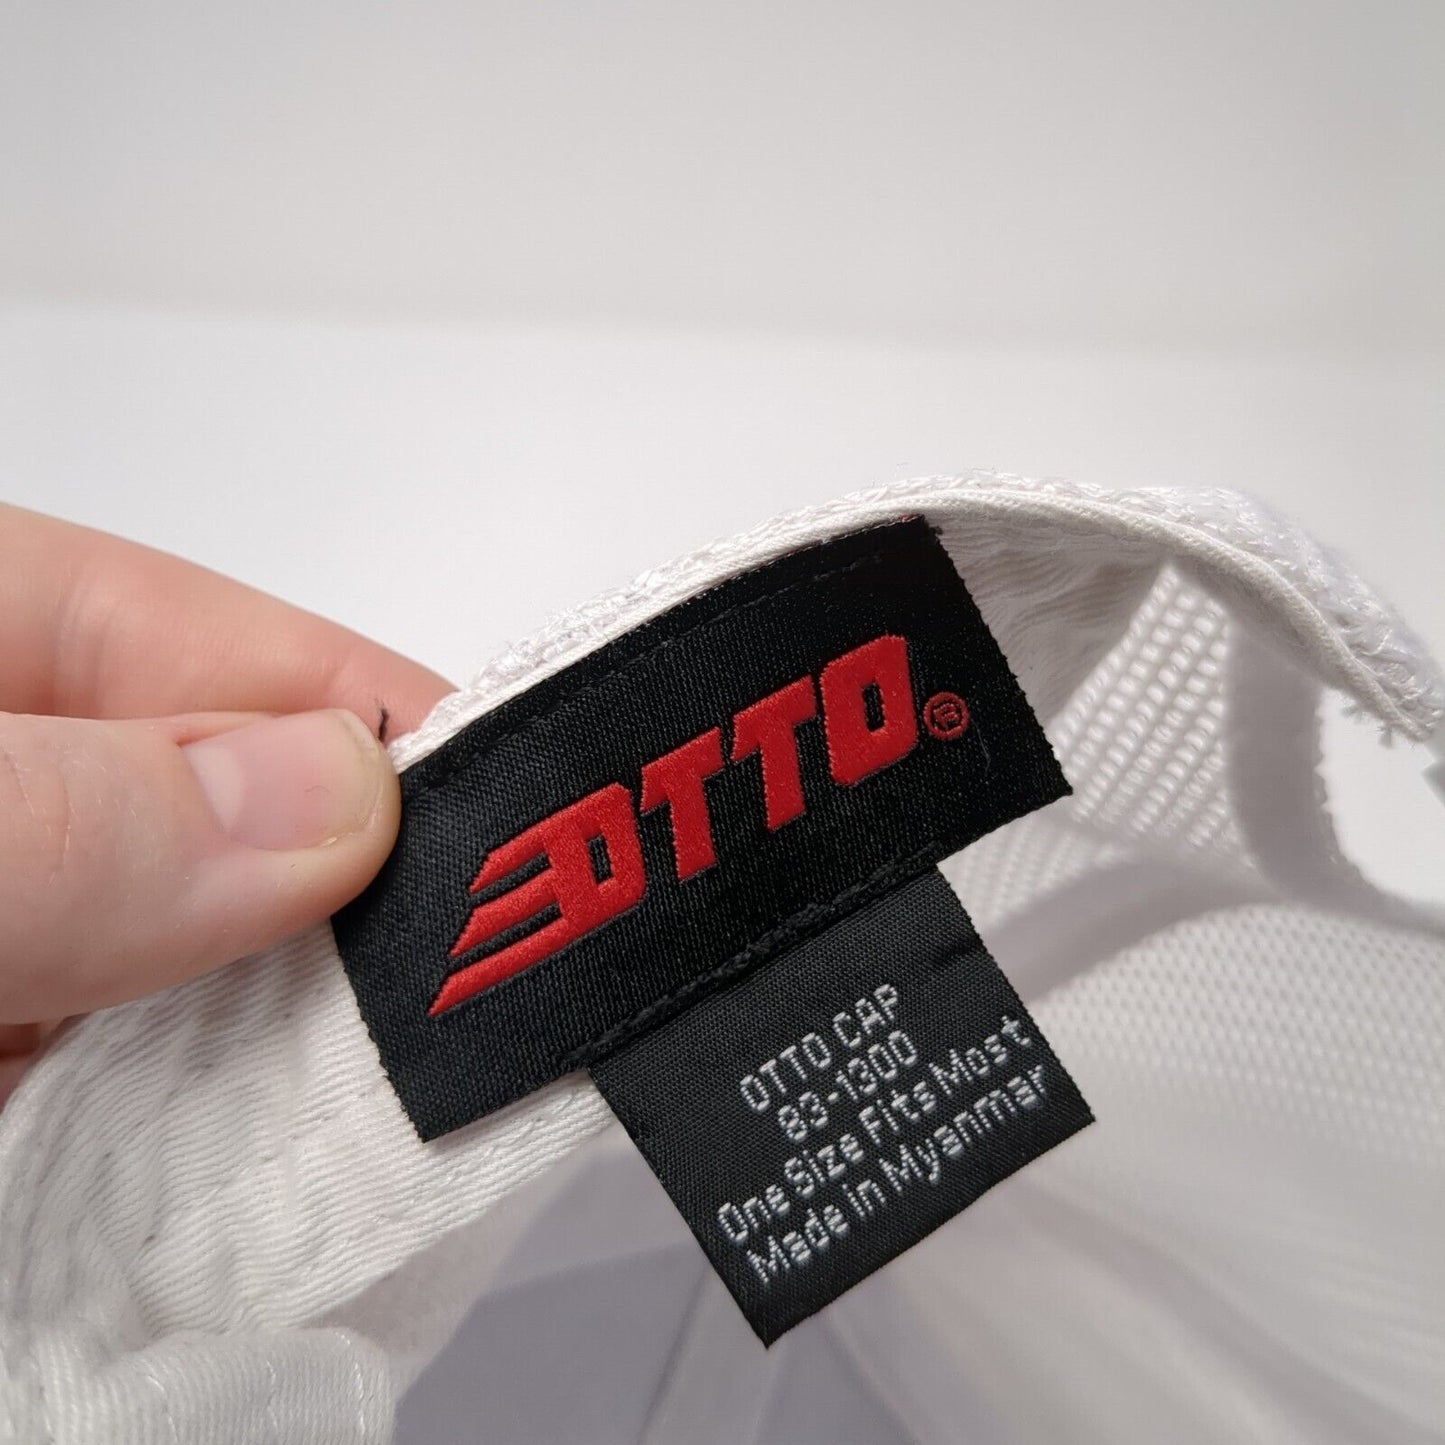 OTTO®
OTTO CAP
83-1300
One Size Fits Most
Made in Myanmar